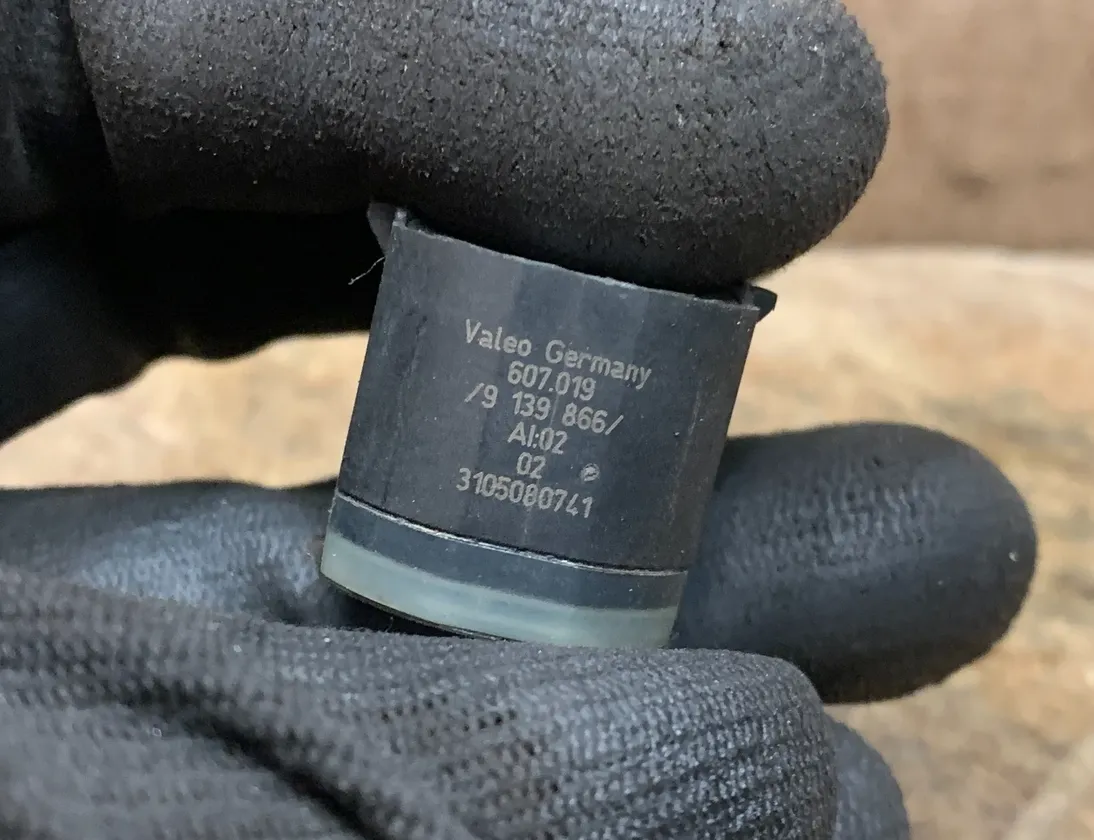 Valeo Germany
607.019
/9 139 866/
AI:02
02
3105080741